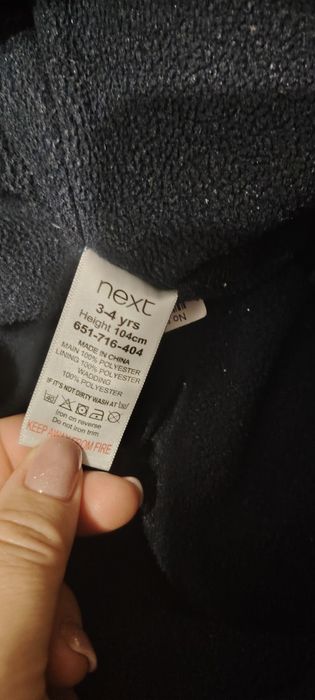 next
3-4 yrs
Height 104cm
651-716-404
MADE IN CHINA
MAIN 100% POLYESTER
LINING 100% POLYESTER
WADDING
100% POLYESTER
IF IT'S NOT DIRTY WASH AT
Iron on reverse
Do not iron trim
KEEP AWAY FROM FIRE